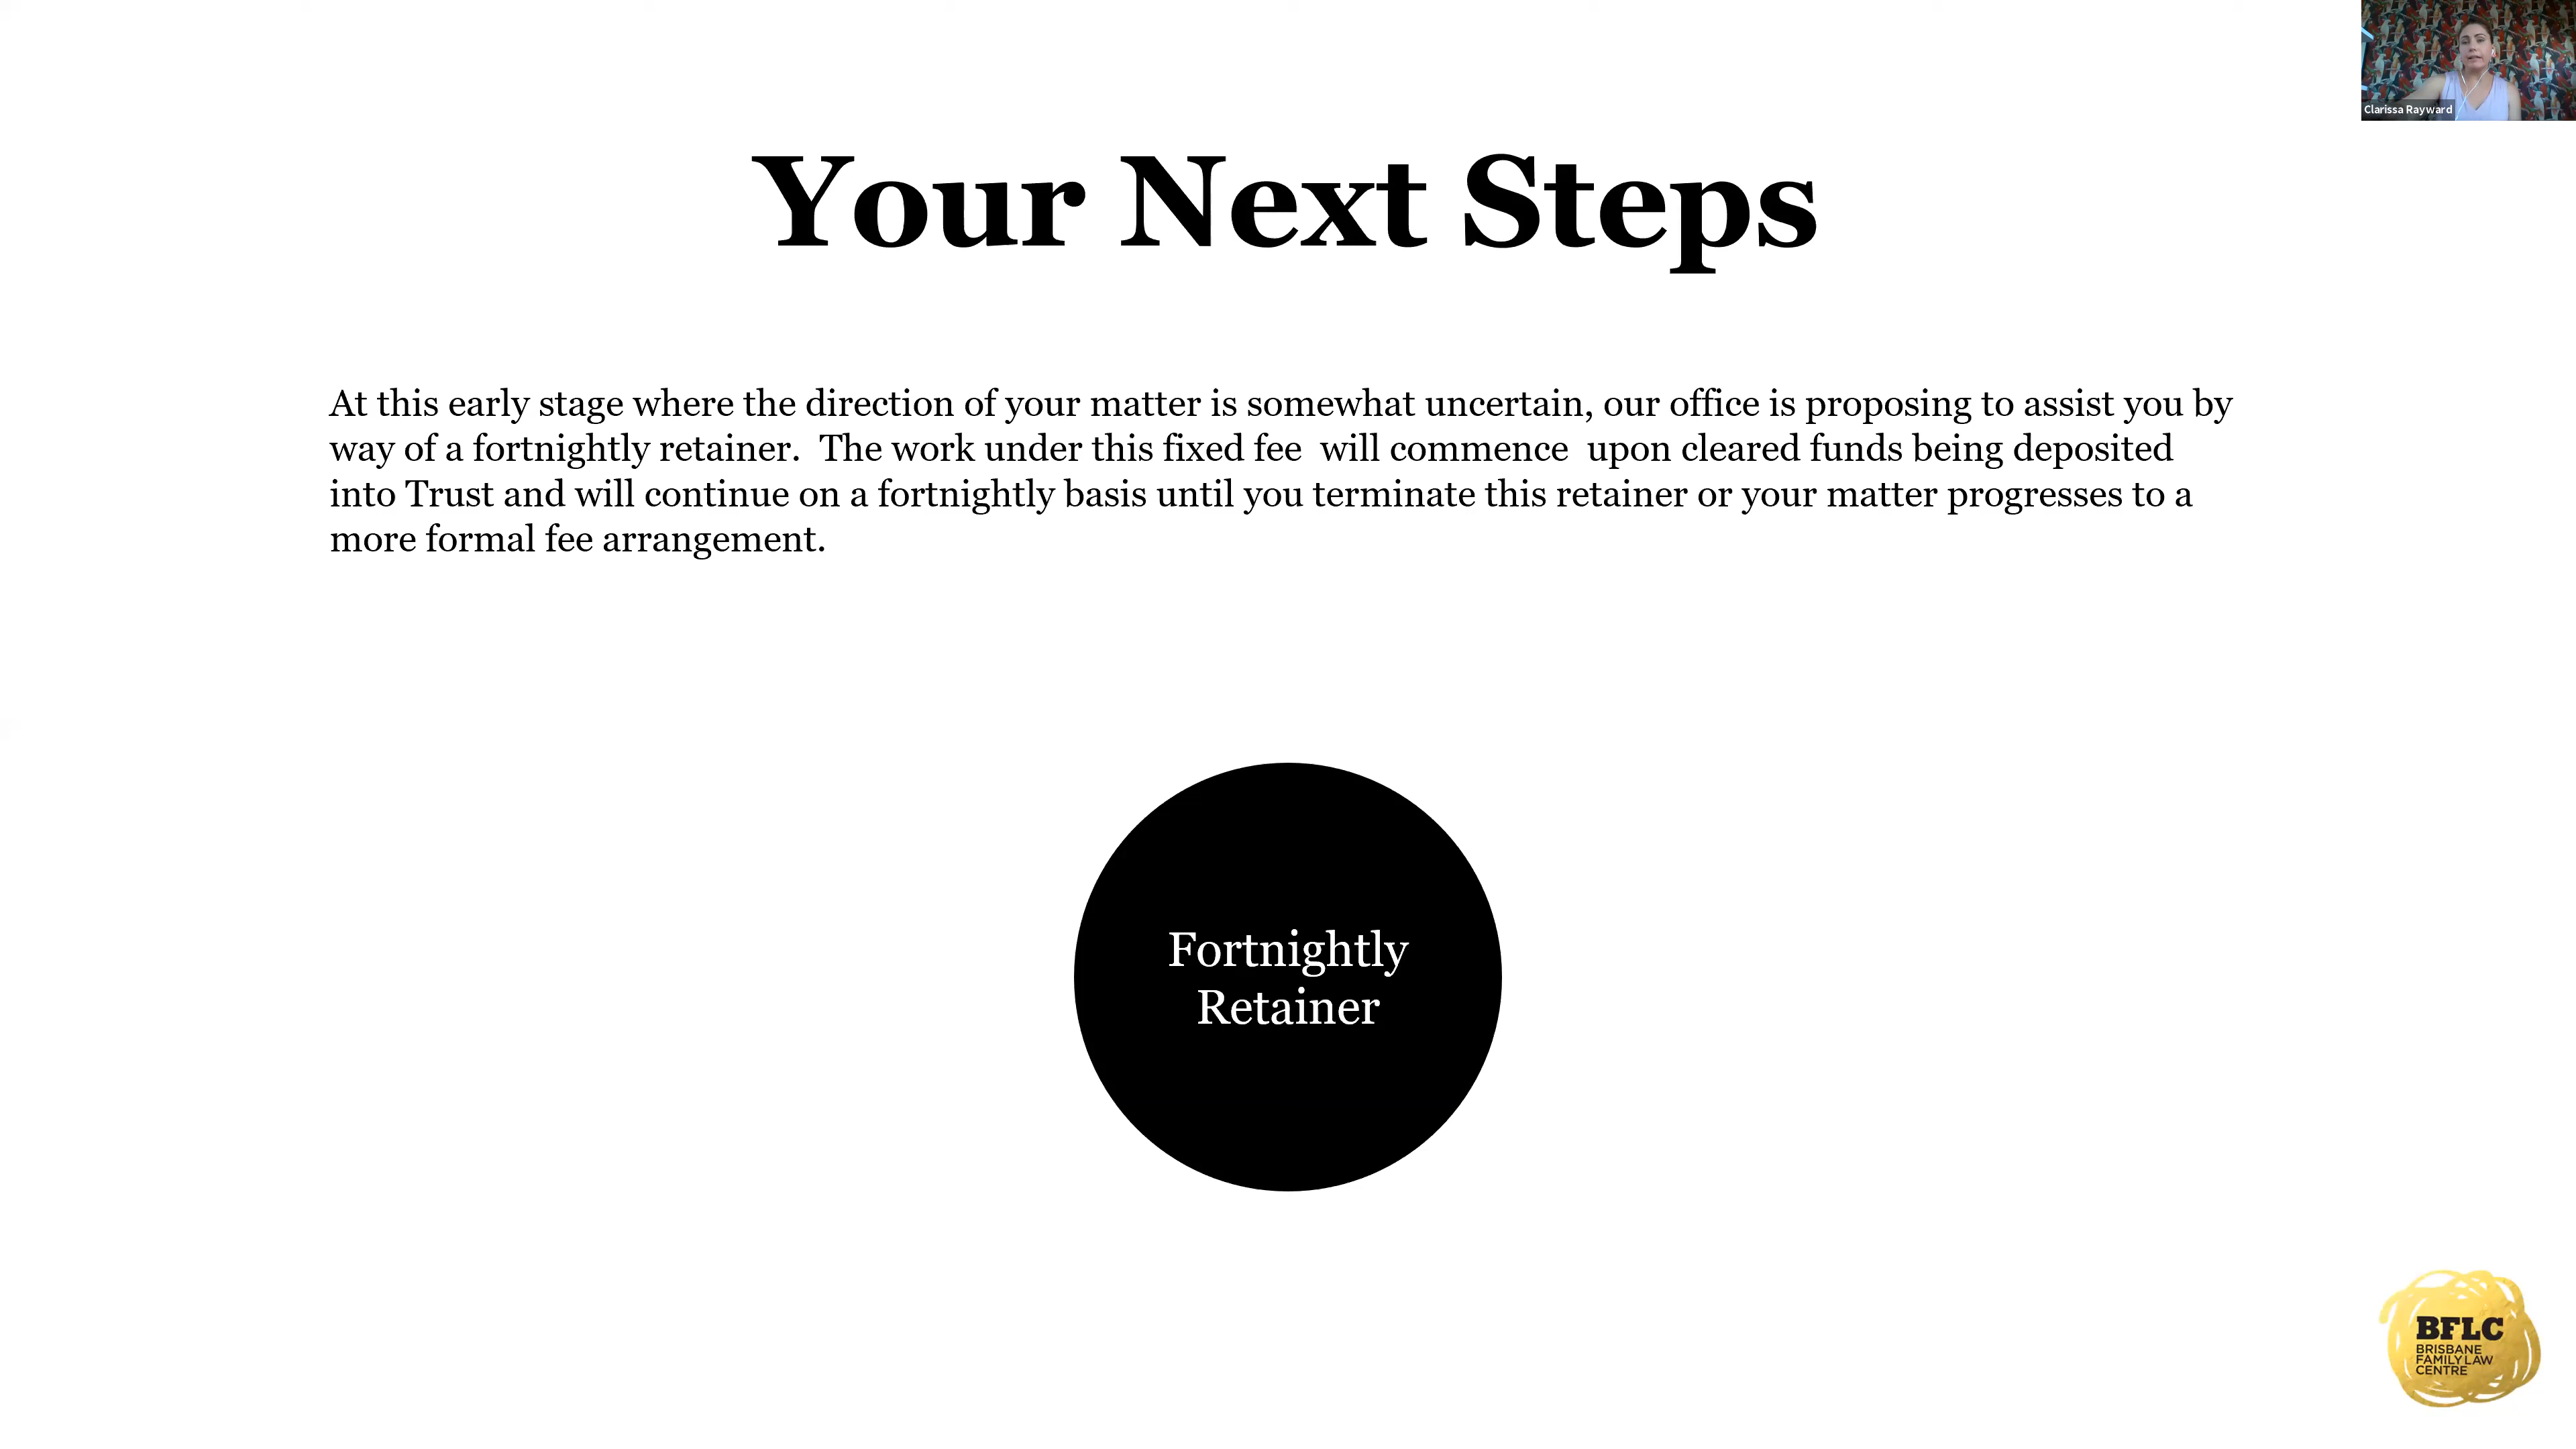 Clarissa Rayward
Your Next Steps
At this early stage where the direction of your matter is somewhat uncertain, our office is proposing to assist you by
way of a fortnightly retainer.  The work under this fixed fee  will commence  upon cleared funds being deposited
into Trust and will continue on a fortnightly basis until you terminate this retainer or your matter progresses to a
more formal fee arrangement.
Fortnightly
Retainer
BFLC
BRISBANE
FAMILY LAW
CENTRE